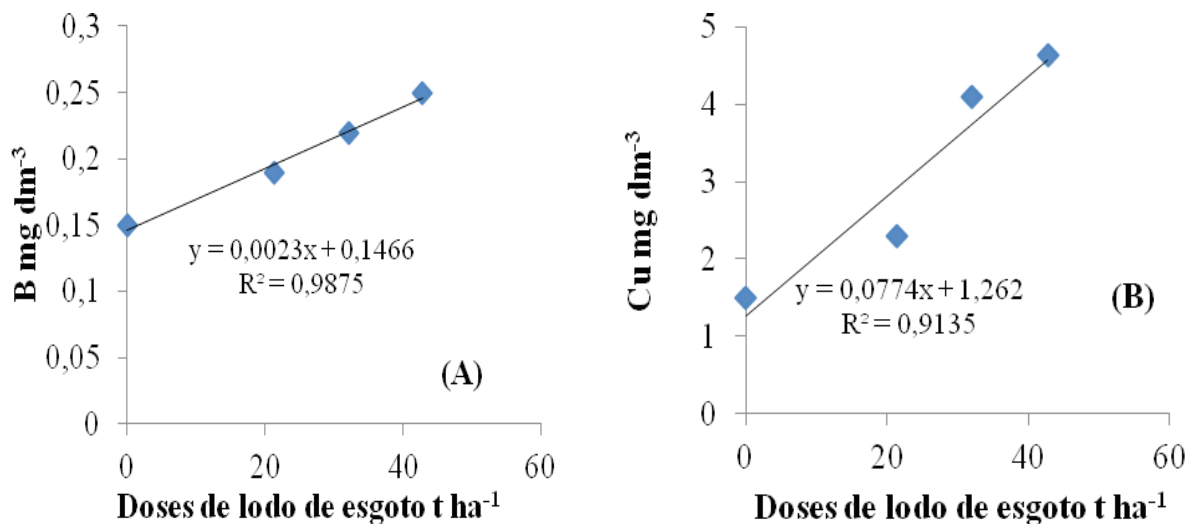 0,3
0,25
0,2
0,15
0,1
0,05
0
B mg dm⁻³
y = 0,0023x + 0,1466
R² = 0,9875
(A)
0 20 40 60
Doses de lodo de esgoto t ha⁻¹
5
4
3
2
1
0
Cu mg dm⁻³
y = 0,0774x + 1,262
R² = 0,9135
(B)
0 20 40 60
Doses de lodo de esgoto t ha⁻¹